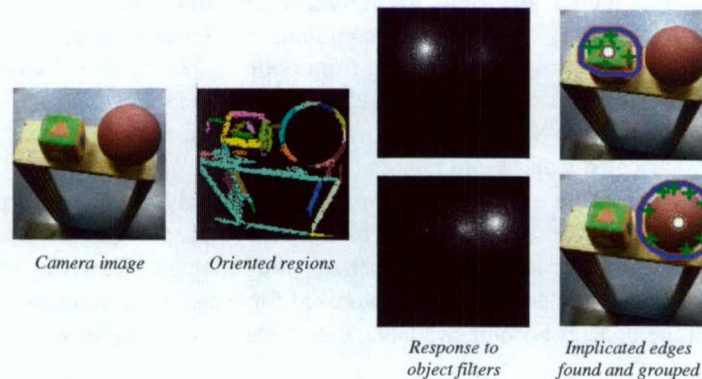 Camera image
Oriented regions
Response to
object filters
Implicated edges
found and grouped